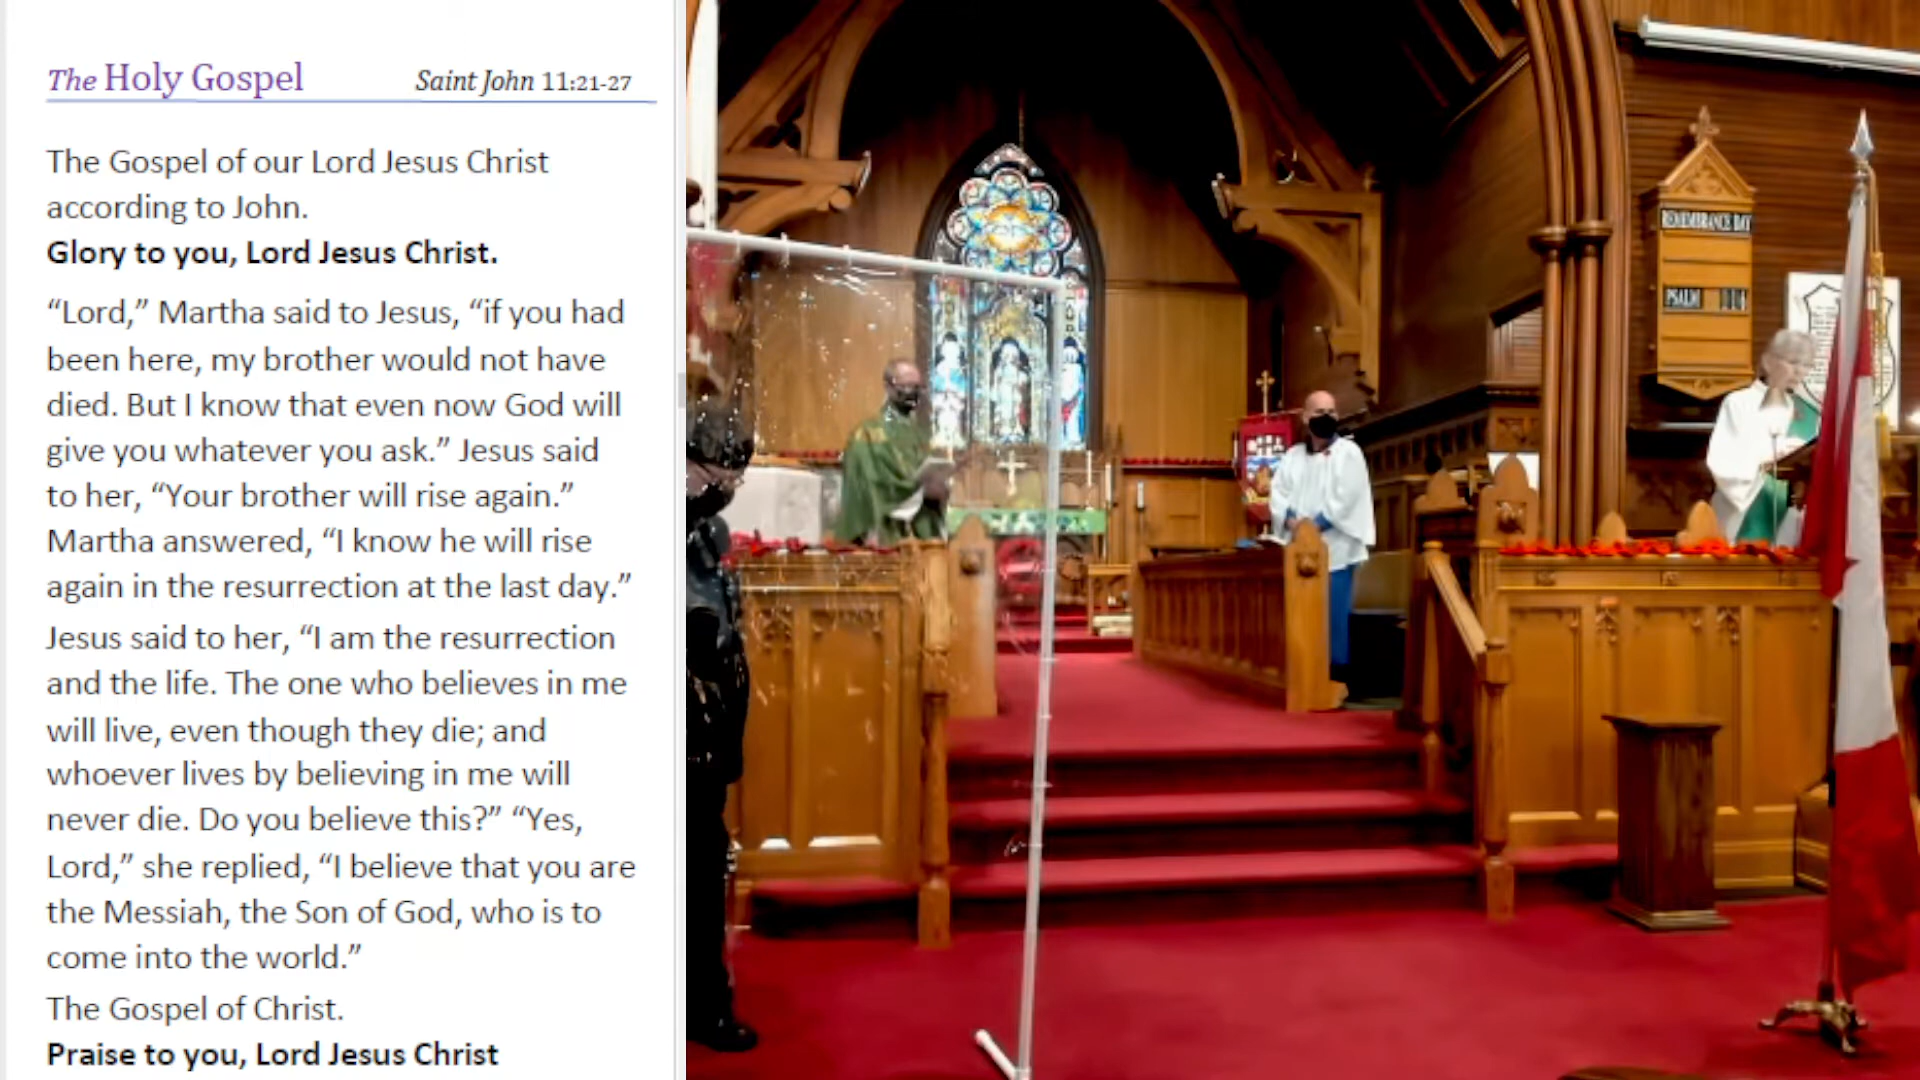 The Holy Gospel Saint John 11:21-27
The Gospel of our Lord Jesus Christ
according to John.
Glory to you, Lord Jesus Christ.
“Lord,” Martha said to Jesus, “if you had
been here, my brother would not have
died. But I know that even now God will
give you whatever you ask.” Jesus said
to her, “Your brother will rise again.”
Martha answered, “I know he will rise
again in the resurrection at the last day.”
Jesus said to her, “I am the resurrection
and the life. The one who believes in me
will live, even though they die; and
whoever lives by believing in me will
never die. Do you believe this?” “Yes,
Lord,” she replied, “I believe that you are
the Messiah, the Son of God, who is to
come into the world.”
The Gospel of Christ.
Praise to you, Lord Jesus Christ
REMEMBRANCE DAY
PSALM